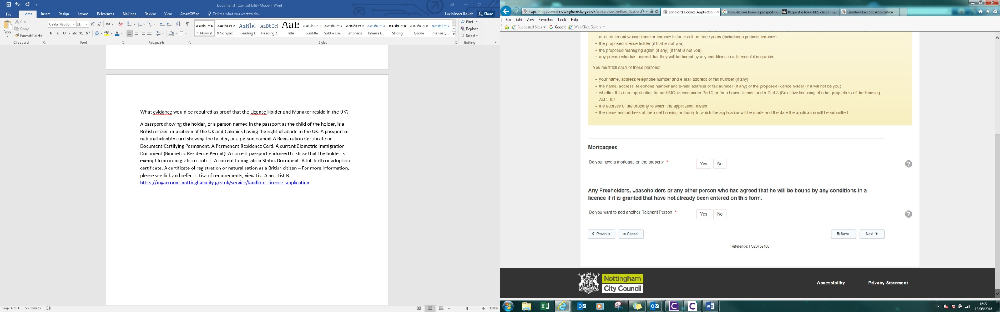 Document1 [Compatibility Mode] - Word
File Home Insert Design Layout References Mailings Review View SmartOffice Tell me what you want to do... Luckvinder Roudh Share
Paste
Cut
Copy
Format Painter
Clipboard
Calibri (Body) 11
Font
Paragraph
AaBbCcDc AaBbCcDc AaBbC AaBbCcl AaB AaBbCcD AaBbCcDc AaBbCcDc AaBbCcDc AaBbCcDc AaBbCcDc AaBbCcDc
¶ Normal ¶ No Spac... Heading 1 Heading 2 Title Subtitle Subtle Em... Emphasis Intense E... Strong Quote Intense Q...
Styles
Find
Replace
Select
Editing
What evidance would be required as proof that the Licence Holder and Manager reside in the UK?
A passport showing the holder, or a person named in the passport as the child of the holder, is a
British citizen or a citizen of the UK and Colonies having the right of abode in the UK. A passport or
national identity card showing the holder, or a person named. A Registration Certificate or
Document Certifying Permanent. A Permanent Residence Card. A current Biometric Immigration
Document (Biometric Residence Permit). A current passport endorsed to show that the holder is
exempt from immigration control. A current Immigration Status Document. A full birth or adoption
certificate. A certificate of registration or naturalisation as a British citizen – For more information,
please see link and refer to Lisa of requirements, view List A and List B.
https://myaccount.nottinghamcity.gov.uk/service/landlord_licence_application
Page 4 of 4 586 words
120%
https://myaccount.nottinghamcity.gov.uk/en/service/landlord_licenc
Landlord Licence Applicatio...
how do you know a passport is...
Request a basic DBS check - G...
Landlord Licence Application -...
File Edit View Favorites Tools Help
Suggested Sites Google Web Slice Gallery
or other tenant whose lease or tenancy is for less than three years (including a periodic tenancy)
• the proposed licence holder (if that is not you)
• the proposed managing agent (if any) (if that is not you)
• any person who has agreed that they will be bound by any conditions in a licence if it is granted
You must tell each of these persons:
• your name, address telephone number and e-mail address or fax number (If any)
• the name, address, telephone number and e-mail address or fax number (If any) of the proposed licence holder (if it will not be you)
• whether this is an application for an HMO licence under Part 2 or for a house licence under Part 3 (Selective licensing of other properties) of the Housing
Act 2004
• the address of the property to which the application relates
• the name and address of the local housing authority to which the application will be made and the date the application will be submitted
Mortgagees
Do you have a mortgage on the property * Yes No
Any Freeholders, Leaseholders or any other person who has agreed that he will be bound by any conditions in a
licence if it is granted that have not already been entered on this form.
Do you want to add another Relevant Person * Yes No
Previous Cancel Save Next
Reference: FS28759180
Nottingham
City Council
Accessibility Privacy Statement
16:22
13/06/2018